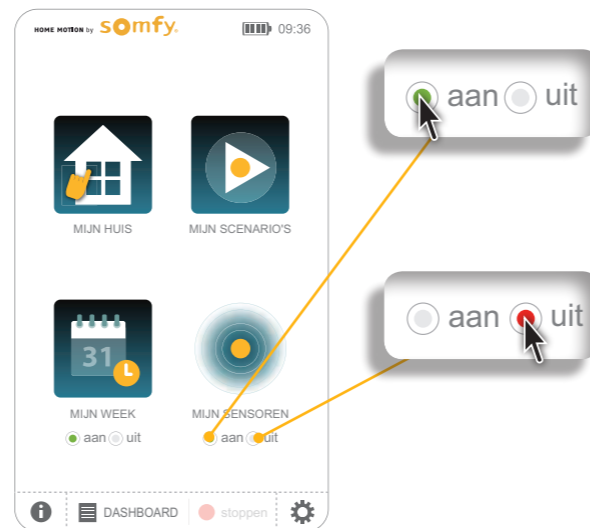 HOME MOTION by somfy. 09:36
aan uit
MIJN HUIS MIJN SCENARIO'S
aan uit
31
MIJN WEEK MIJN SENSOREN
aan uit aan uit
i DASHBOARD stoppen